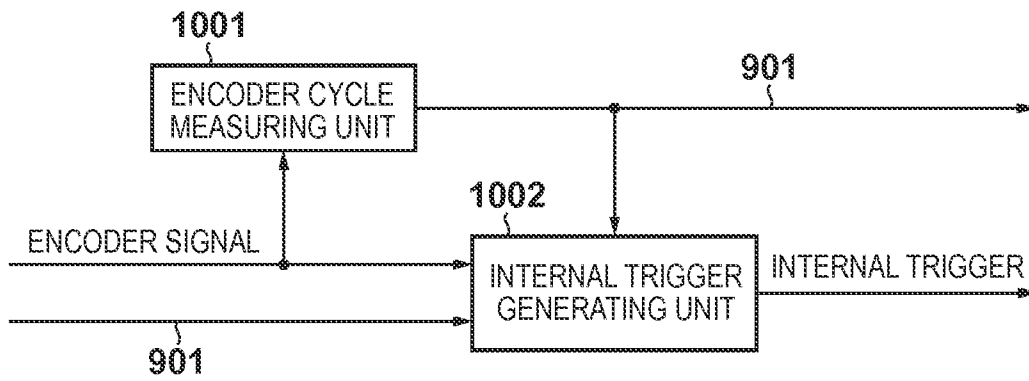 1001
ENCODER CYCLE
MEASURING UNIT
901
1002
ENCODER SIGNAL
INTERNAL TRIGGER
GENERATING UNIT
INTERNAL TRIGGER
901